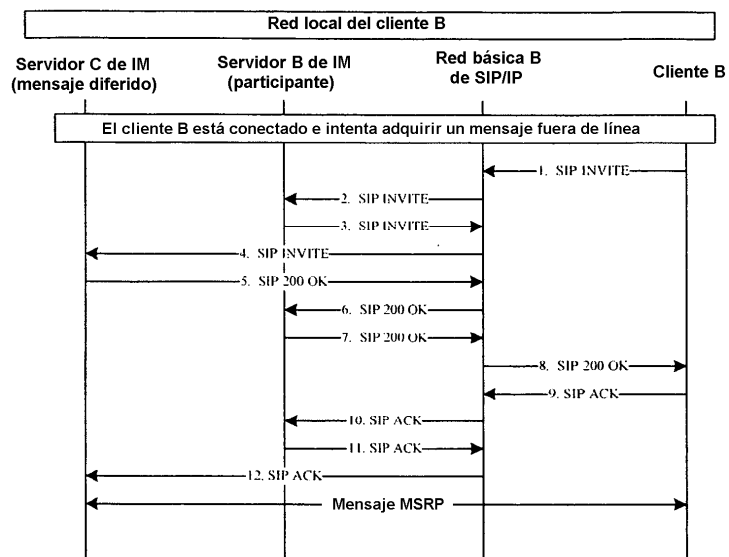 Red local del cliente B
Servidor C de IM
(mensaje diferido)
Servidor B de IM
(participante)
Red básica B
de SIP/IP
Cliente B
El cliente B está conectado e intenta adquirir un mensaje fuera de línea
1. SIP INVITE
2. SIP INVITE
3. SIP INVITE
4. SIP INVITE
5. SIP 200 OK
6. SIP 200 OK
7. SIP 200 OK
8. SIP 200 OK
9. SIP ACK
10. SIP ACK
11. SIP ACK
12. SIP ACK
Mensaje MSRP